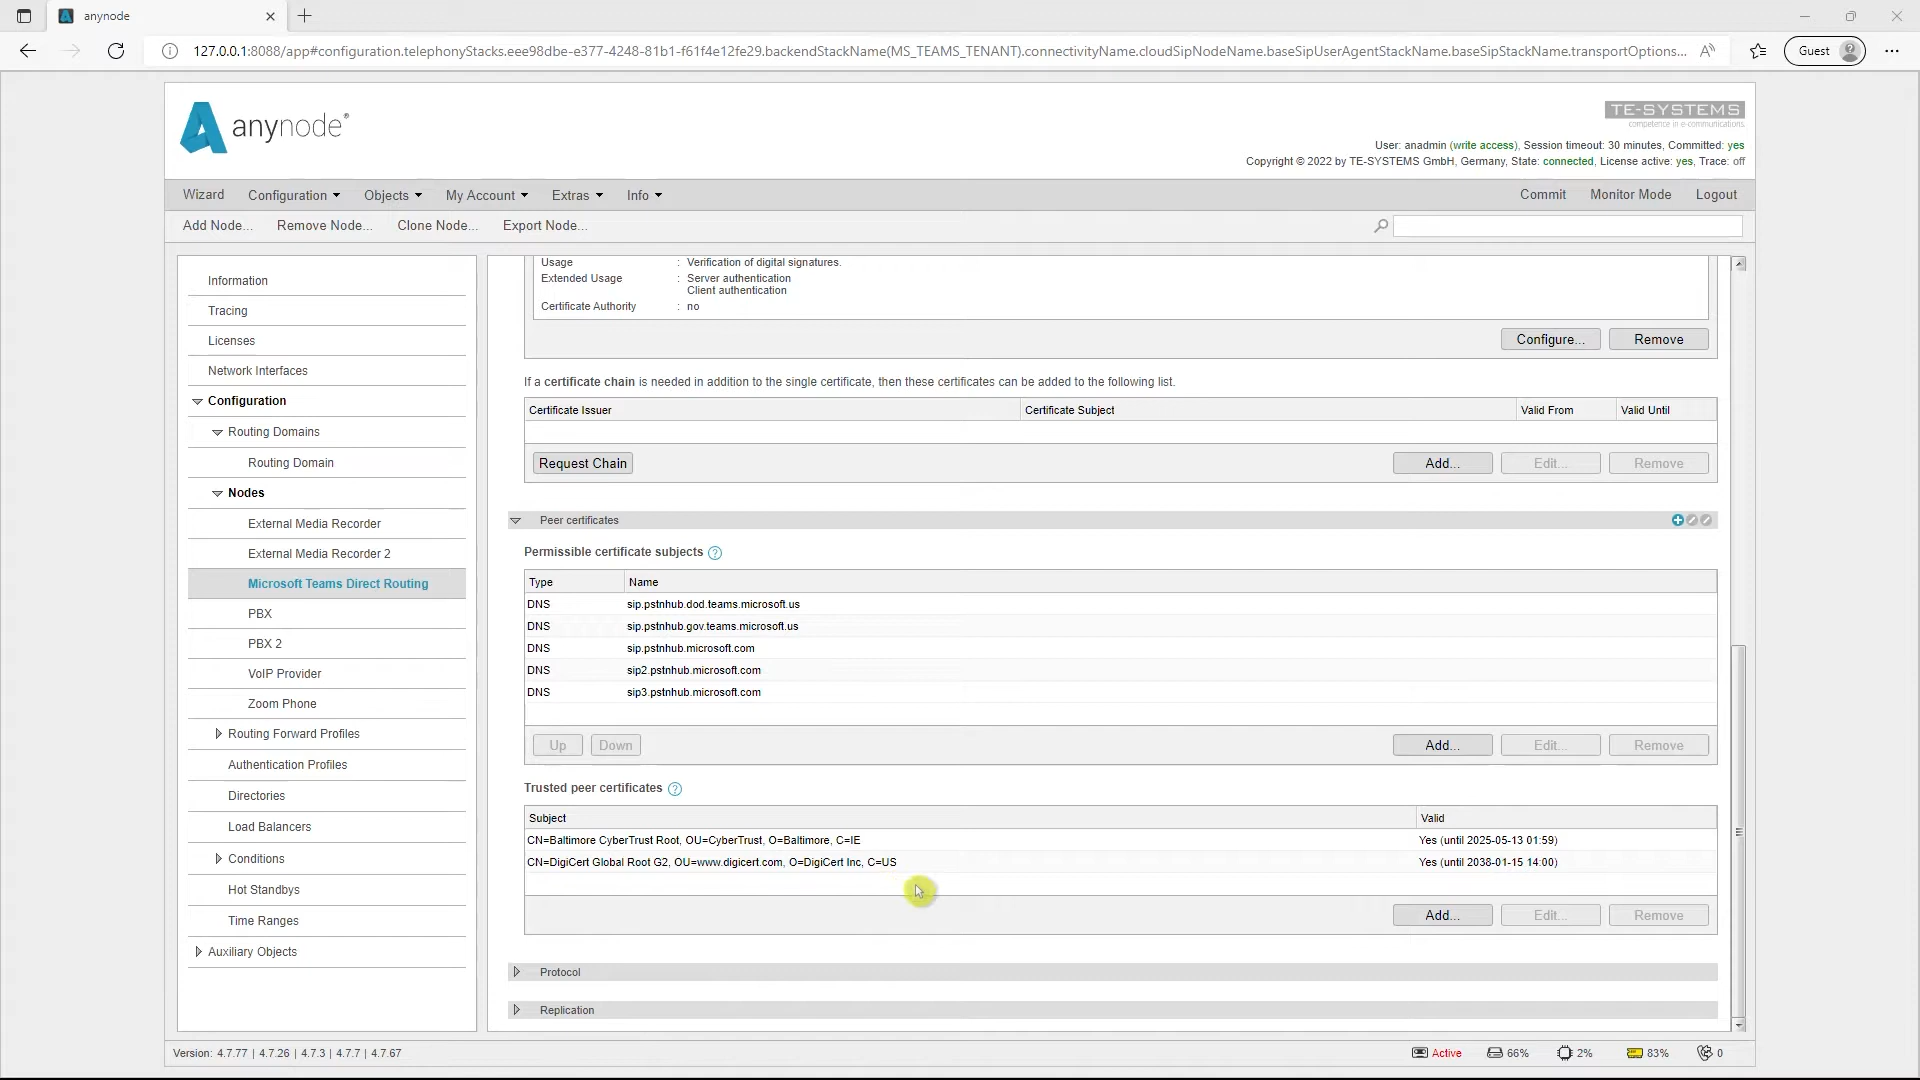 anynode
127.0.0.1:8088/app#configuration.telephonyStacks.eee98dbe-e377-4248-81b1-f61f4e12fe29.backendStackName(MS_TEAMS_TENANT).connectivityName.cloudSipNodeName.baseSipUserAgentStackName.baseSipStackName.transportOptions...
Guest
anynode®
TE-SYSTEMS
competence in e-communications.
User: anadmin (write access), Session timeout: 30 minutes, Committed: yes
Copyright © 2022 by TE-SYSTEMS GmbH, Germany, State: connected, License active: yes, Trace: off
Wizard Configuration Objects My Account Extras Info Commit Monitor Mode Logout
Add Node... Remove Node... Clone Node... Export Node...
Information
Tracing
Licenses
Network Interfaces
Configuration
Routing Domains
Routing Domain
Nodes
External Media Recorder
External Media Recorder 2
Microsoft Teams Direct Routing
PBX
PBX 2
VoIP Provider
Zoom Phone
Routing Forward Profiles
Authentication Profiles
Directories
Load Balancers
Conditions
Hot Standbys
Time Ranges
Auxiliary Objects
Usage : Verification of digital signatures.
Extended Usage : Server authentication
Client authentication
Certificate Authority : no
Configure... Remove
If a certificate chain is needed in addition to the single certificate, then these certificates can be added to the following list.
Certificate Issuer Certificate Subject Valid From Valid Until
Request Chain Add... Edit... Remove
Peer certificates
Permissible certificate subjects ?
Type Name
DNS sip.pstnhub.dod.teams.microsoft.us
DNS sip.pstnhub.gov.teams.microsoft.us
DNS sip.pstnhub.microsoft.com
DNS sip2.pstnhub.microsoft.com
DNS sip3.pstnhub.microsoft.com
Up Down Add... Edit... Remove
Trusted peer certificates ?
Subject Valid
CN=Baltimore CyberTrust Root, OU=CyberTrust, O=Baltimore, C=IE Yes (until 2025-05-13 01:59)
CN=DigiCert Global Root G2, OU=www.digicert.com, O=DigiCert Inc, C=US Yes (until 2038-01-15 14:00)
Add... Edit... Remove
Protocol
Replication
Version: 4.7.77 | 4.7.26 | 4.7.3 | 4.7.7 | 4.7.67
Active 66% 2% 83% 0